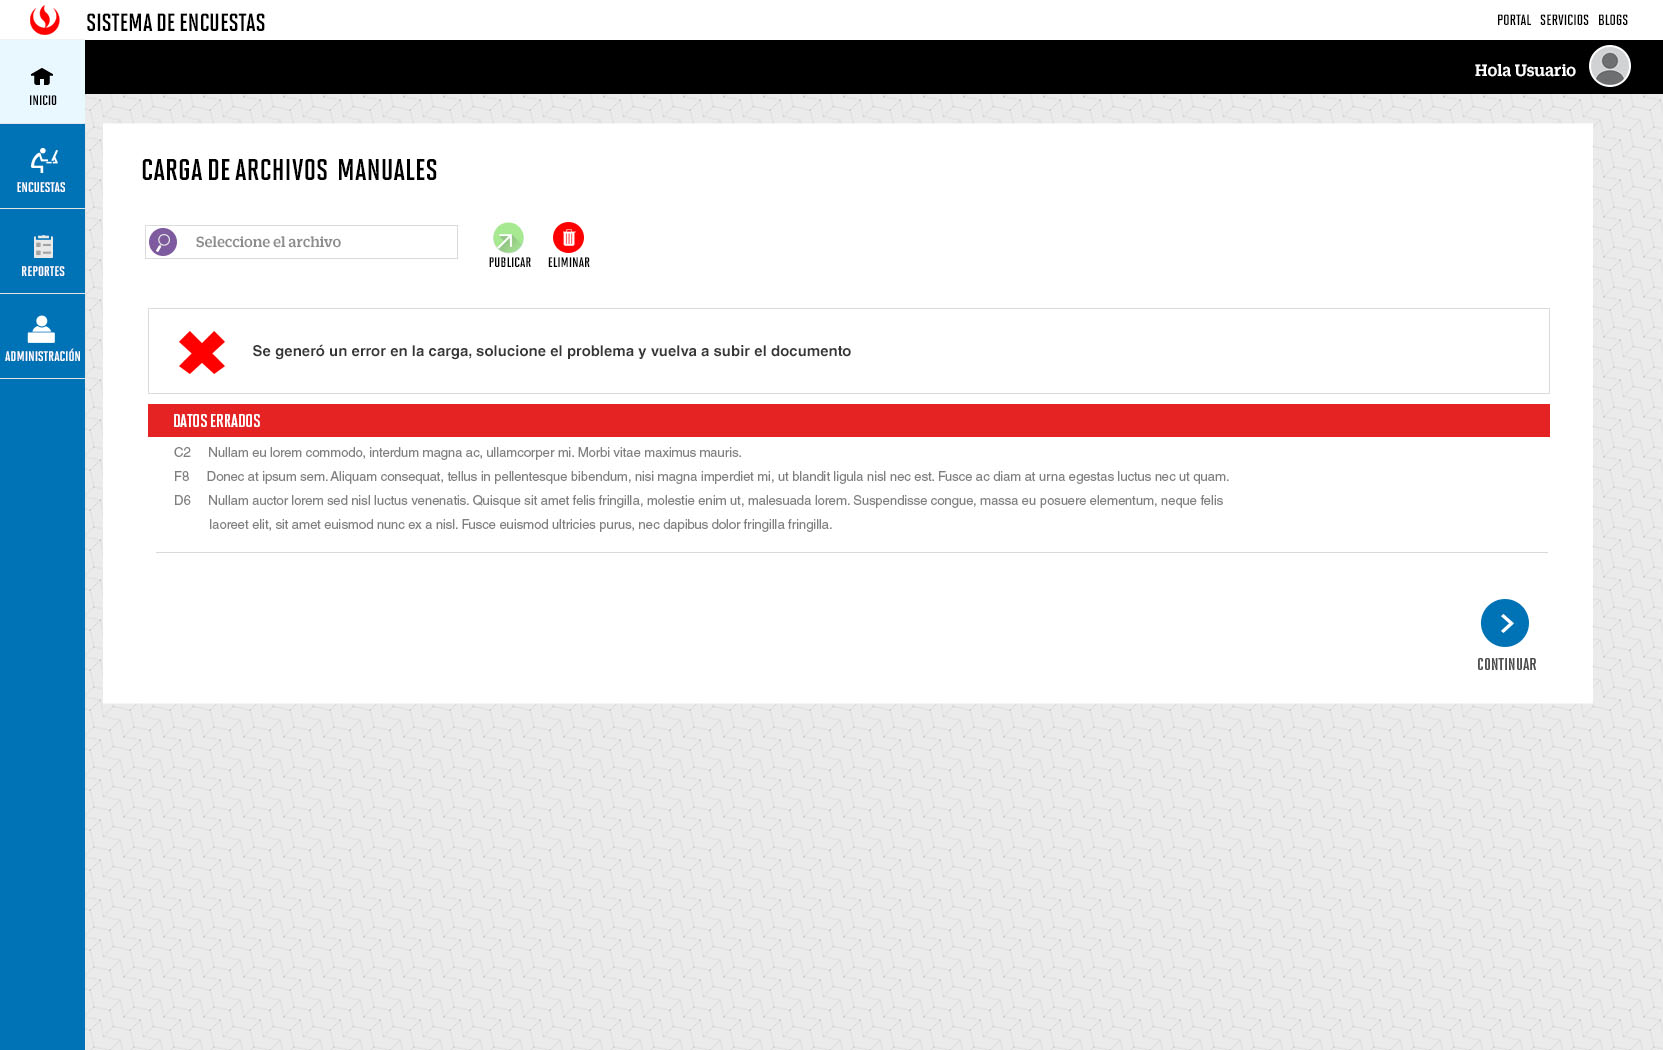 SISTEMA DE ENCUESTAS
PORTAL SERVICIOS BLOGS
Hola Usuario
INICIO
ENCUESTAS
REPORTES
ADMINISTRACIÓN
CARGA DE ARCHIVOS MANUALES
Seleccione el archivo
PUBLICAR ELIMINAR
Se generó un error en la carga, solucione el problema y vuelva a subir el documento
DATOS ERRADOS
C2 Nullam eu lorem commodo, interdum magna ac, ullamcorper mi. Morbi vitae maximus mauris.
F8 Donec at ipsum sem. Aliquam consequat, tellus in pellentesque bibendum, nisi magna imperdiet mi, ut blandit ligula nisl nec est. Fusce ac diam at urna egestas luctus nec ut quam.
D6 Nullam auctor lorem sed nisl luctus venenatis. Quisque sit amet felis fringilla, molestie enim ut, malesuada lorem. Suspendisse congue, massa eu posuere elementum, neque felis
laoreet elit, sit amet euismod nunc ex a nisl. Fusce euismod ultricies purus, nec dapibus dolor fringilla fringilla.
CONTINUAR